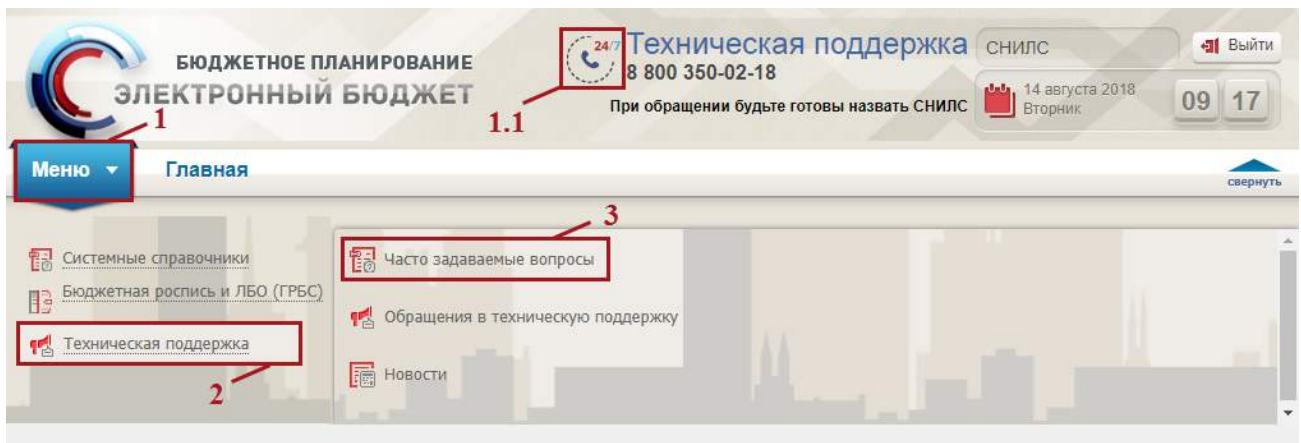 БЮДЖЕТНОЕ ПЛАНИРОВАНИЕ
ЭЛЕКТРОННЫЙ БЮДЖЕТ
1
24/7
1.1
Техническая поддержка
8 800 350-02-18
При обращении будьте готовы назвать СНИЛС
СНИЛС
Выйти
14 августа 2018
Вторник
09 17
Меню
Главная
свернуть
3
Системные справочники
Бюджетная роспись и ЛБО (ГРБС)
Техническая поддержка
2
Часто задаваемые вопросы
Обращения в техническую поддержку
Новости